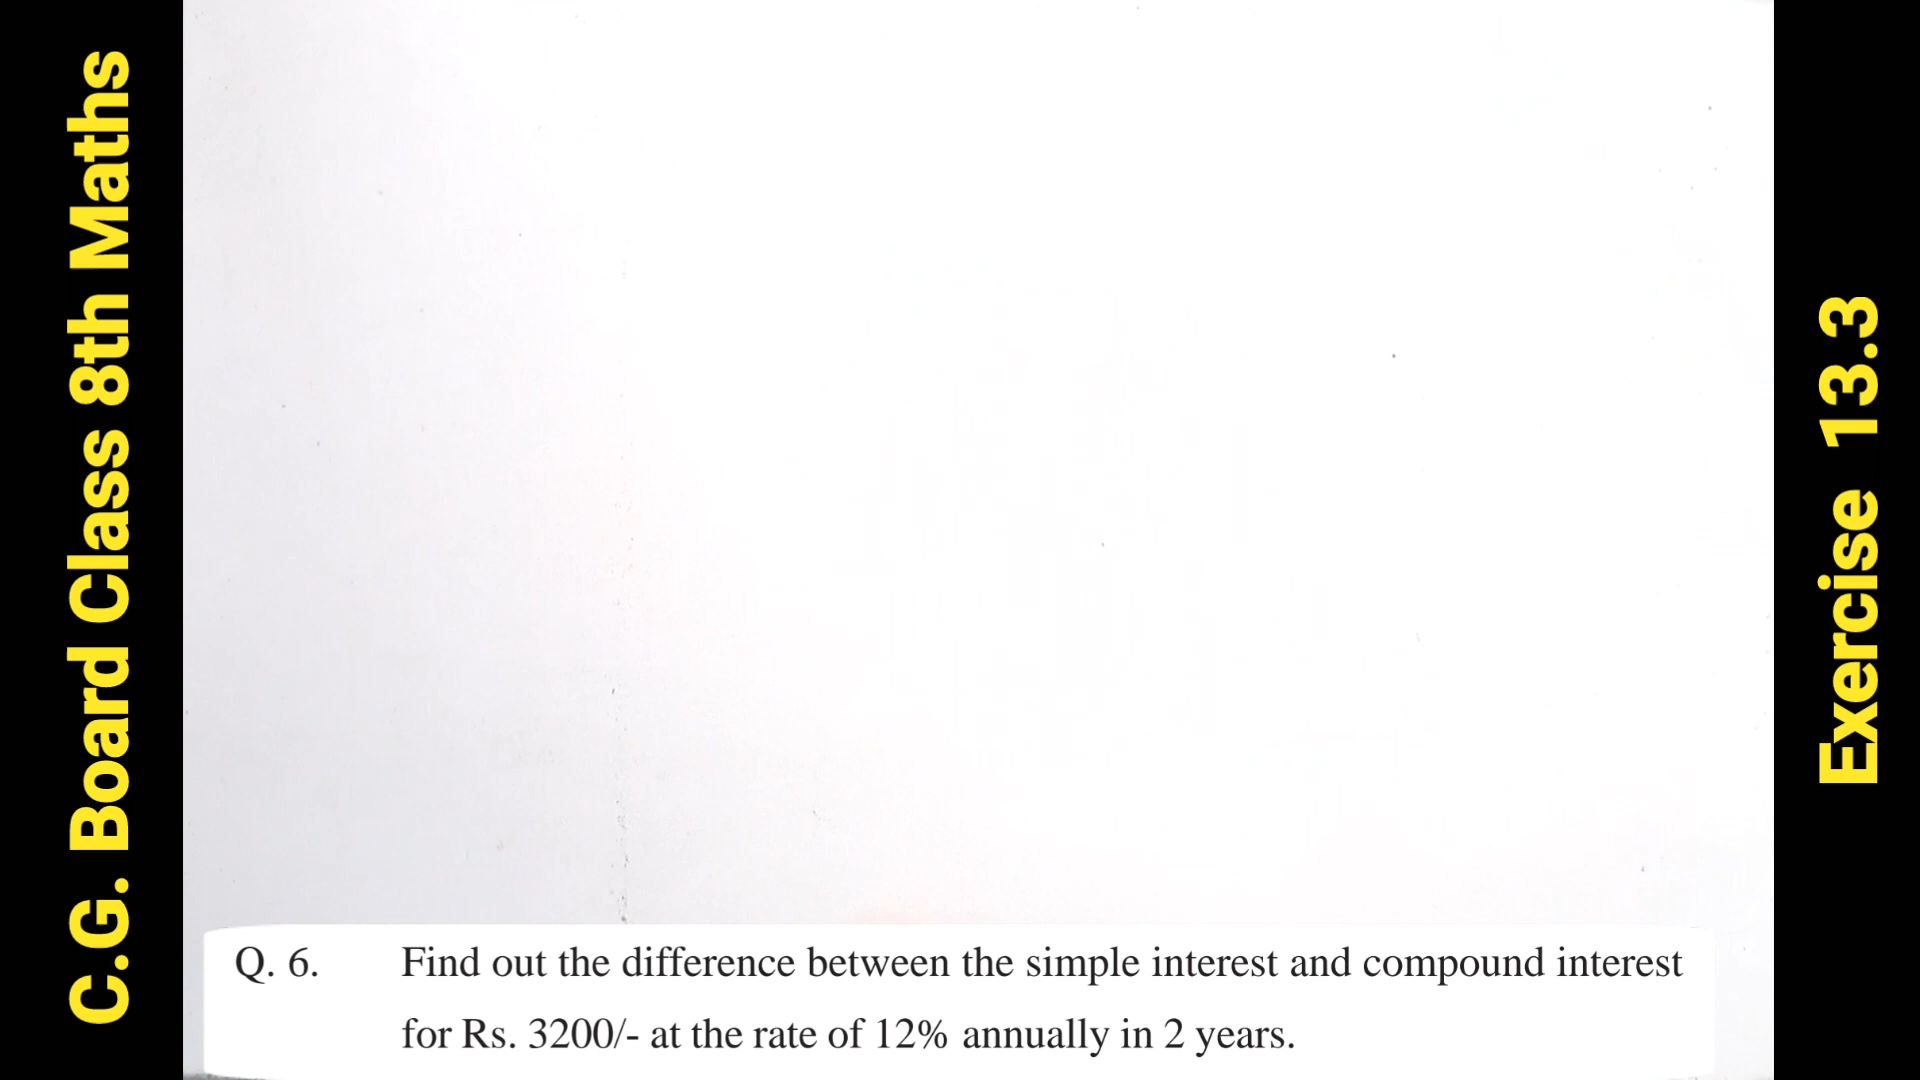 C.G. Board Class 8th Maths
Q. 6. Find out the difference between the simple interest and compound interest
for Rs. 3200/- at the rate of 12% annually in 2 years.
Exercise 13.3